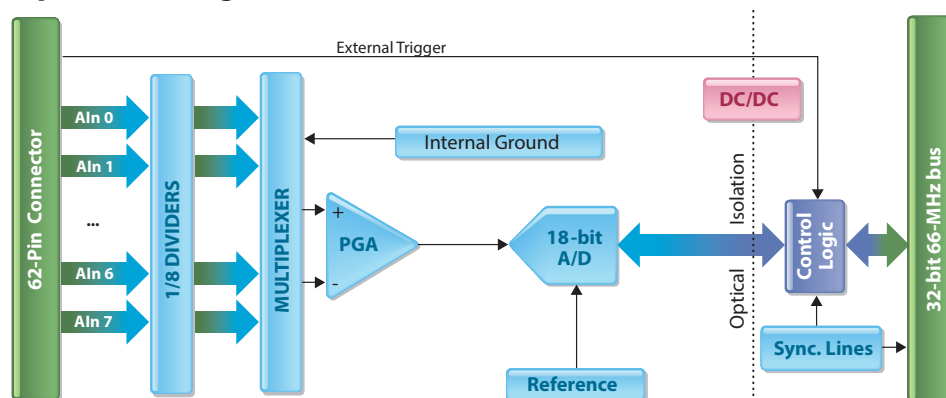 External Trigger
62-Pin Connector
AIn 0
AIn 1
...
AIn 6
AIn 7
1/8 DIVIDERS
MULTIPLEXER
Internal Ground
+
PGA
-
18-bit
A/D
Reference
DC/DC
Optical Isolation
Control
Logic
Sync. Lines
32-bit 66-MHz bus